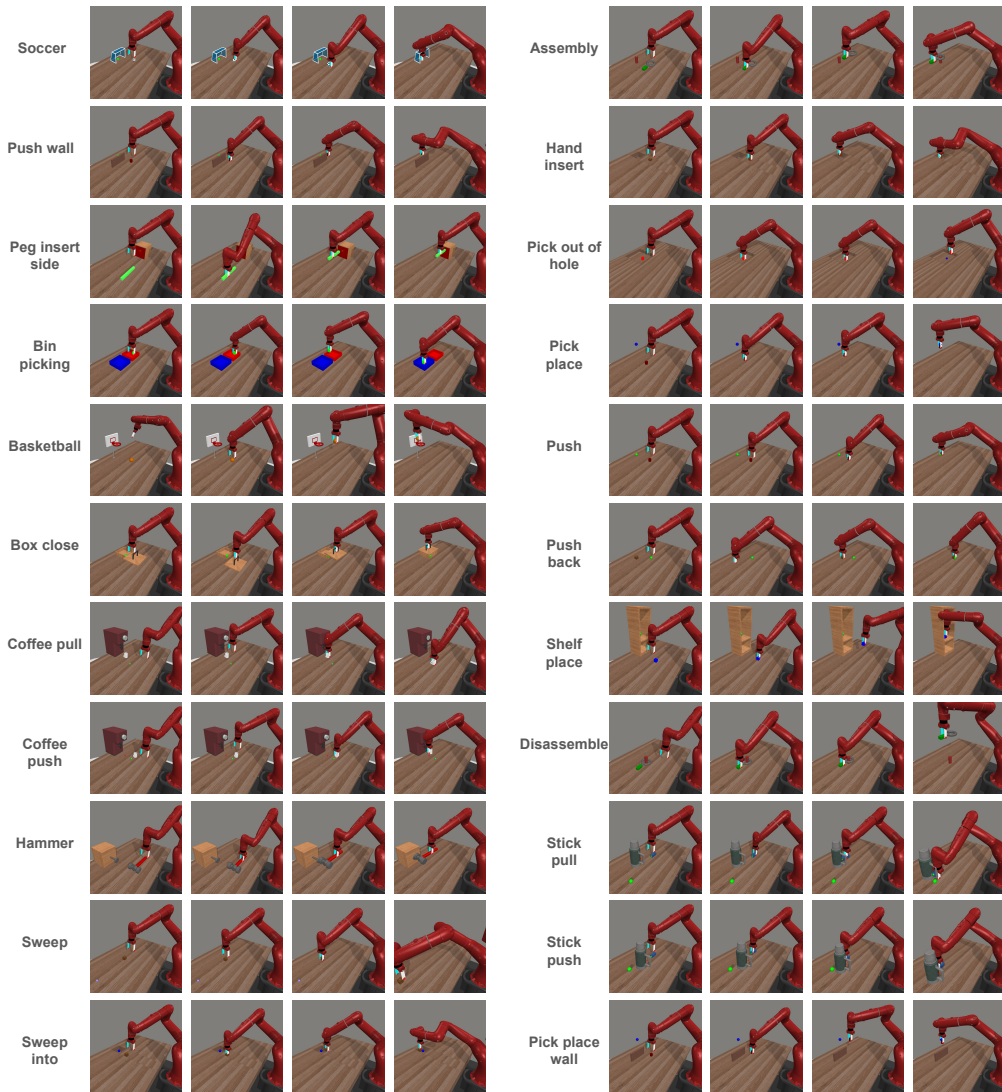 Soccer
Push wall
Peg insert
side
Bin
picking
Basketball
Box close
Coffee pull
Coffee
push
Hammer
Sweep
Sweep
into
Assembly
Hand
insert
Pick out of
hole
Pick
place
Push
Push
back
Shelf
place
Disassemble
Stick
pull
Stick
push
Pick place
wall